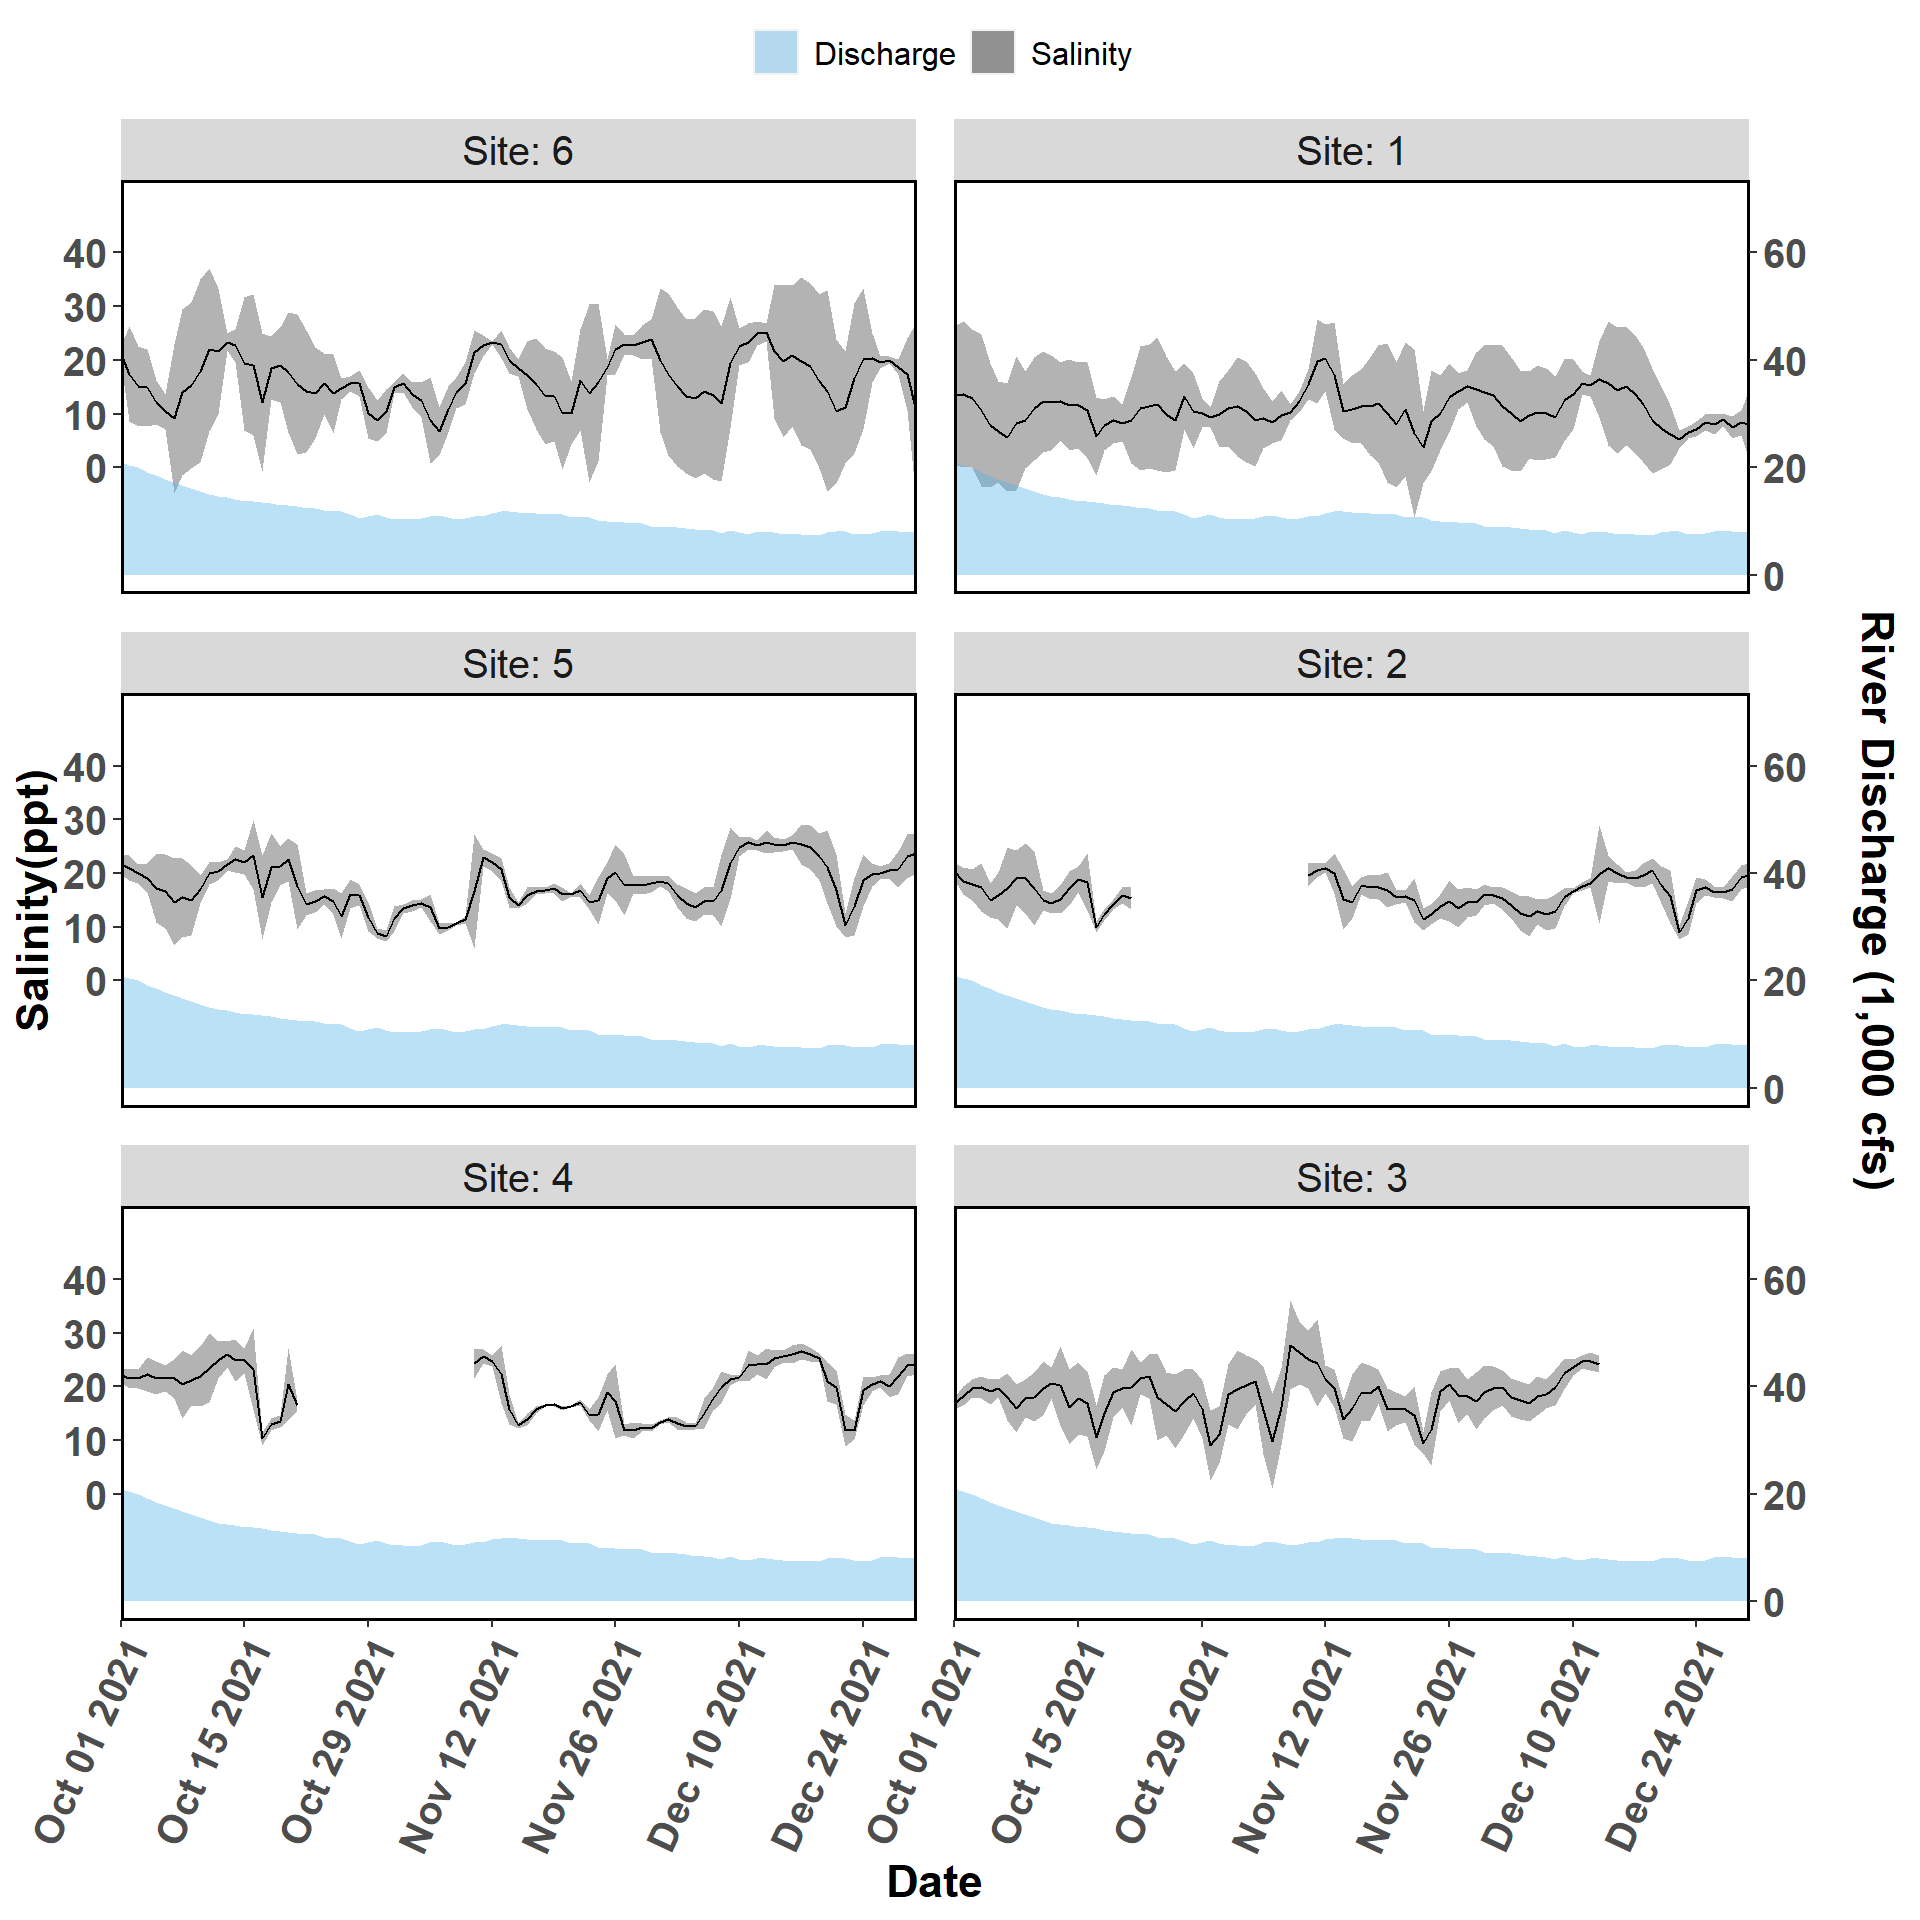 Discharge Salinity
Site: 6
Site: 1
40
30
20
10
0
60
40
20
0
Site: 5
Site: 2
40
30
20
10
0
60
40
20
0
Salinity(ppt)
River Discharge (1,000 cfs)
Site: 4
Site: 3
40
30
20
10
0
60
40
20
0
Oct 01 2021
Oct 15 2021
Oct 29 2021
Nov 12 2021
Nov 26 2021
Dec 10 2021
Dec 24 2021
Oct 01 2021
Oct 15 2021
Oct 29 2021
Nov 12 2021
Nov 26 2021
Dec 10 2021
Dec 24 2021
Date